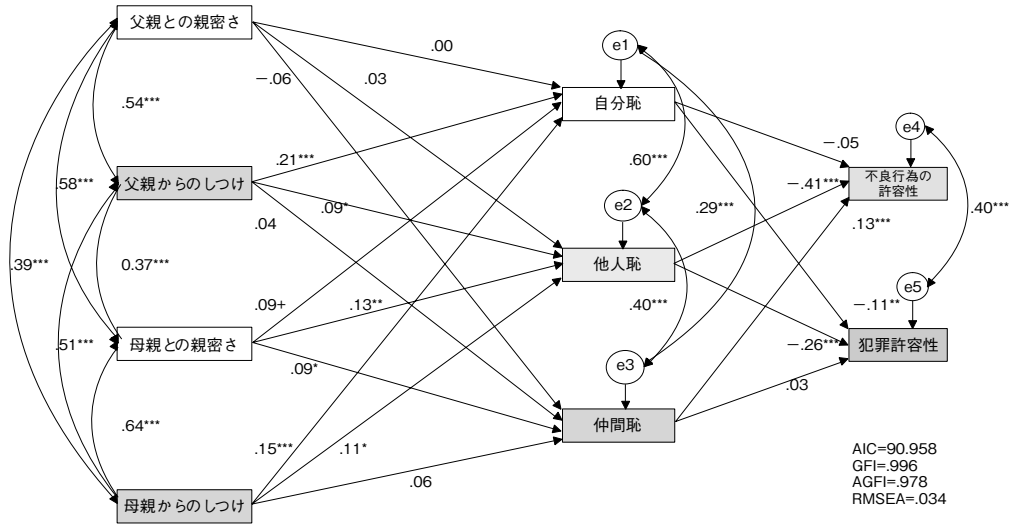 父親との親密さ
e1
.00
−.06
.03
自分恥
.54***
e4
−.05
.21***
.60***
不良行為の
許容性
父親からのしつけ
.58***
−.41***
.09*
e2
.29***
.40***
.04
.13***
.39***
0.37***
他人恥
e5
.09+
.13**
.40***
−.11**
.51***
母親との親密さ
−.26***
犯罪許容性
.09*
e3
.03
.64***
仲間恥
.15***
.11*
.06
AIC=90.958
GFI=.996
AGFI=.978
RMSEA=.034
母親からのしつけ